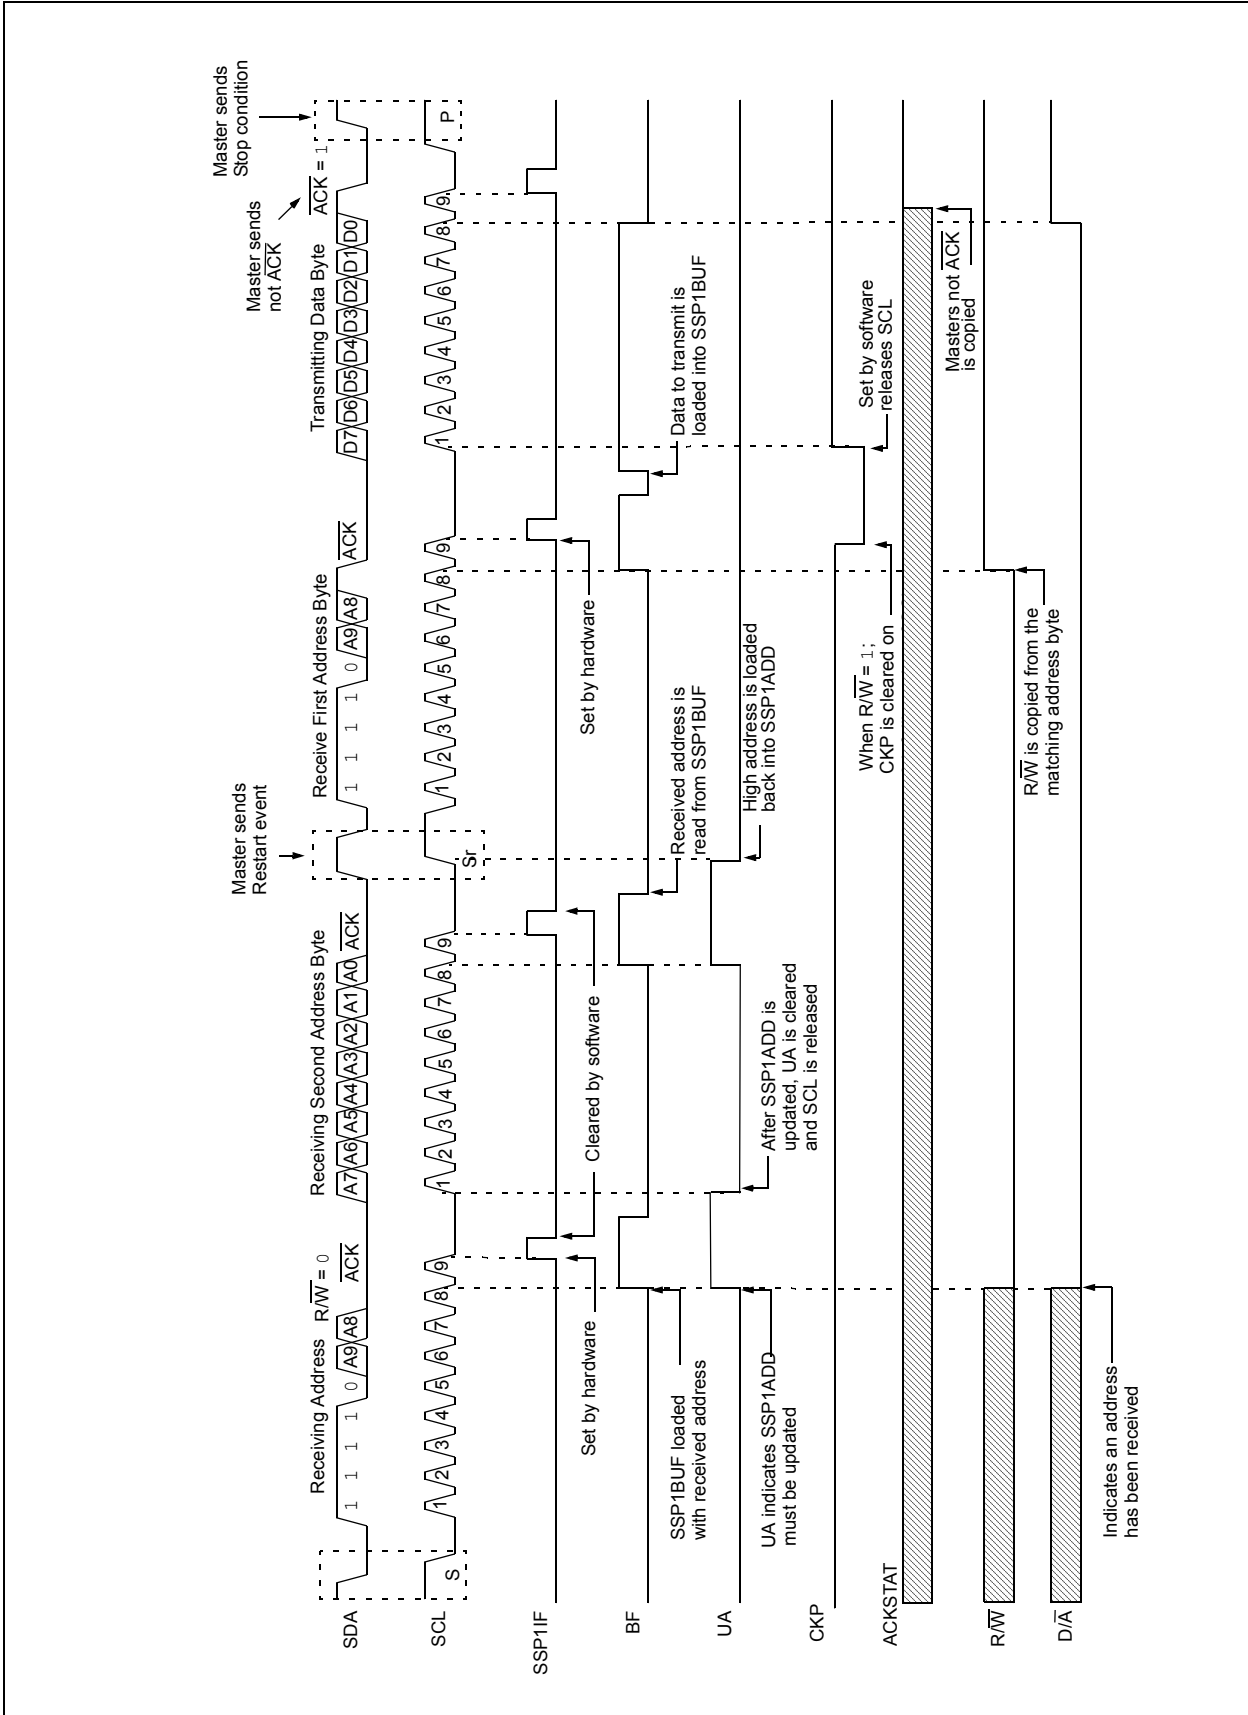 Master sends
Stop condition
Master sends
not A̅C̅K̅
A̅C̅K̅ = 1
Master sends
Restart event
Receiving Address
R/W̅ = 0
Receiving Second Address Byte
Receive First Address Byte
Transmitting Data Byte
SDA
1 1 1 1 0 A9 A8
A̅C̅K̅
A7 A6 A5 A4 A3 A2 A1 A0
A̅C̅K̅
1 1 1 1 0 A9 A8
A̅C̅K̅
D7 D6 D5 D4 D3 D2 D1 D0
SCL
S
1 2 3 4 5 6 7 8 9
1 2 3 4 5 6 7 8 9
Sr
1 2 3 4 5 6 7 8 9
1 2 3 4 5 6 7 8 9
P
SSP1IF
Set by hardware
Cleared by software
Set by hardware
BF
SSP1BUF loaded
with received address
Received address is
read from SSP1BUF
Data to transmit is
loaded into SSP1BUF
UA
UA indicates SSP1ADD
must be updated
After SSP1ADD is
updated, UA is cleared
and SCL is released
High address is loaded
back into SSP1ADD
CKP
When R/W̅ = 1;
CKP is cleared on
Set by software
releases SCL
ACKSTAT
Masters not A̅C̅K̅
is copied
R/W̅
R/W̅ is copied from the
matching address byte
D/A̅
Indicates an address
has been received